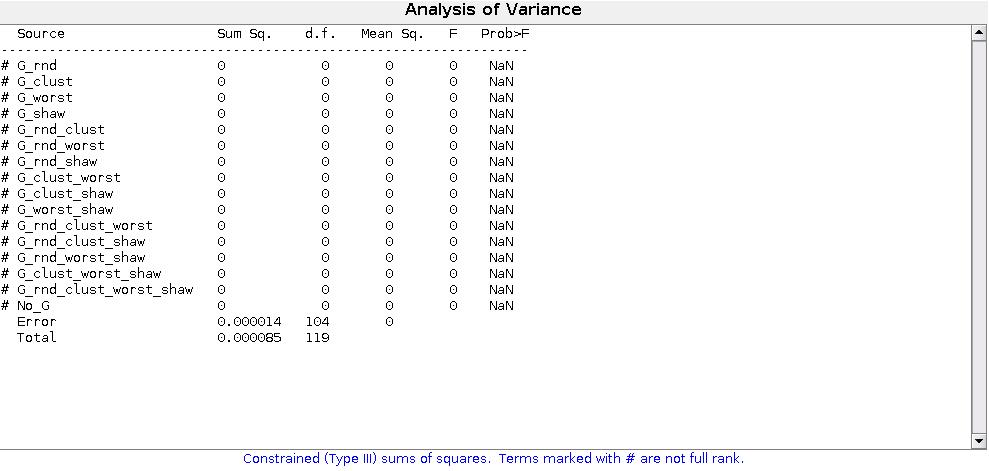 Analysis of Variance
Source Sum Sq. d.f. Mean Sq. F Prob>F
--------------------------------------------------------------------
# G_rnd 0 0 0 0 NaN
# G_clust 0 0 0 0 NaN
# G_worst 0 0 0 0 NaN
# G_shaw 0 0 0 0 NaN
# G_rnd_clust 0 0 0 0 NaN
# G_rnd_worst 0 0 0 0 NaN
# G_rnd_shaw 0 0 0 0 NaN
# G_clust_worst 0 0 0 0 NaN
# G_clust_shaw 0 0 0 0 NaN
# G_worst_shaw 0 0 0 0 NaN
# G_rnd_clust_worst 0 0 0 0 NaN
# G_rnd_clust_shaw 0 0 0 0 NaN
# G_rnd_worst_shaw 0 0 0 0 NaN
# G_clust_worst_shaw 0 0 0 0 NaN
# G_rnd_clust_worst_shaw 0 0 0 0 NaN
# No_G 0 0 0 0 NaN
Error 0.000014 104 0
Total 0.000085 119
Constrained (Type III) sums of squares. Terms marked with # are not full rank.